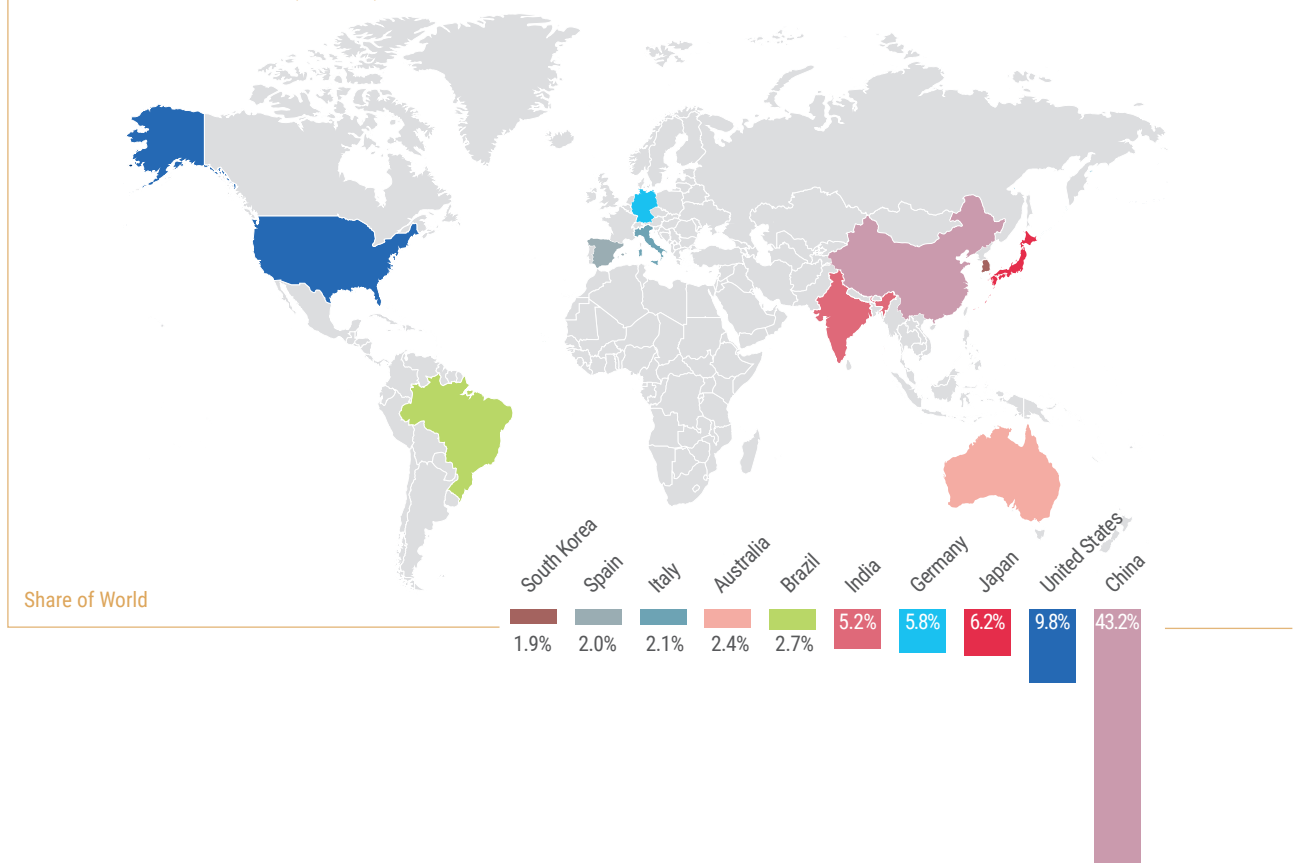 Share of World
South Korea
Spain
Italy
Australia
Brazil
India
Germany
Japan
United States
China
1.9%
2.0%
2.1%
2.4%
2.7%
5.2%
5.8%
6.2%
9.8%
43.2%